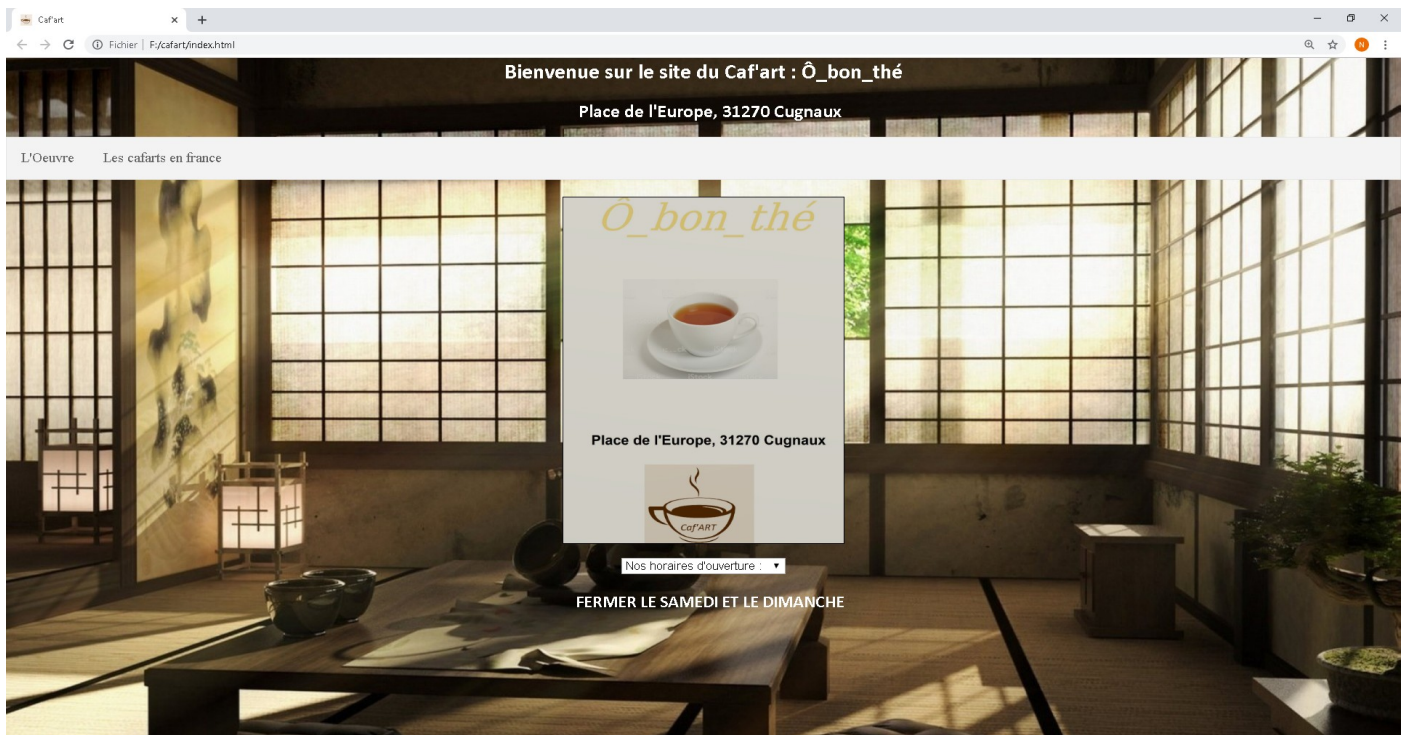 Caf'art
Fichier | F:/cafart/index.html
N
Bienvenue sur le site du Caf'art : Ô_bon_thé
Place de l'Europe, 31270 Cugnaux
L'Oeuvre Les cafarts en france
Ô_bon_thé
Place de l'Europe, 31270 Cugnaux
Caf'ART
Nos horaires d'ouverture :
FERMER LE SAMEDI ET LE DIMANCHE